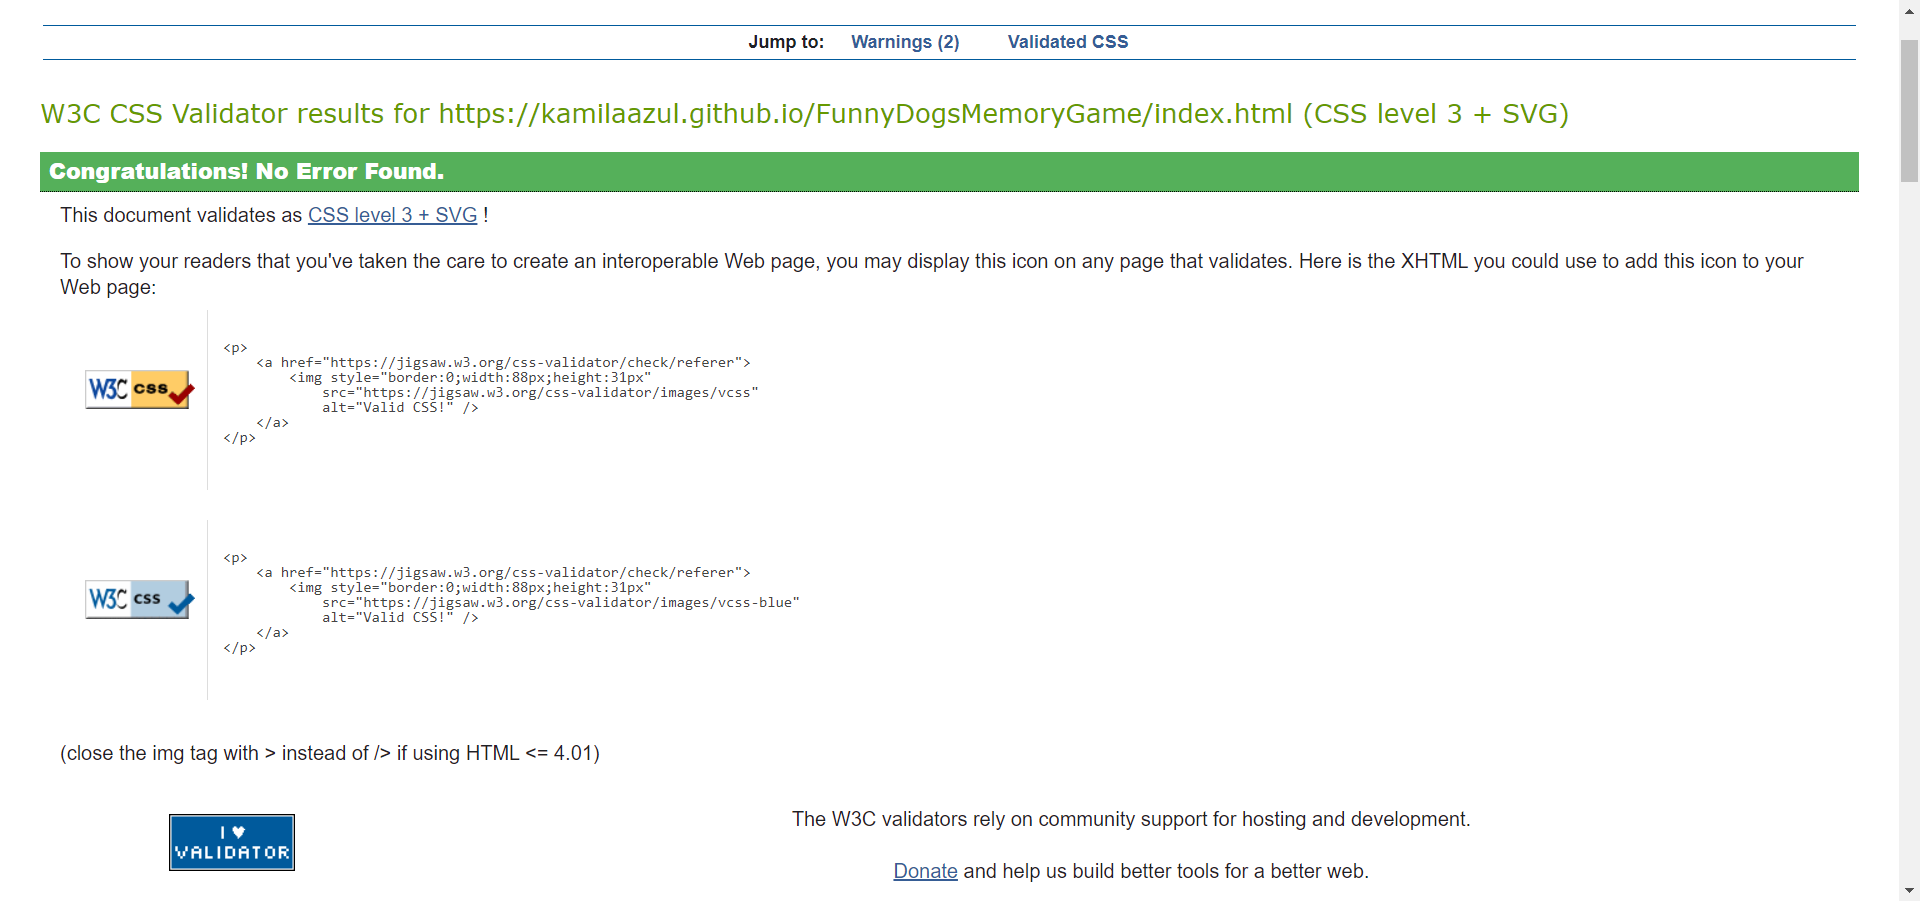 Jump to: Warnings (2) Validated CSS
W3C CSS Validator results for https://kamilaazul.github.io/FunnyDogsMemoryGame/index.html (CSS level 3 + SVG)
Congratulations! No Error Found.
This document validates as CSS level 3 + SVG !
To show your readers that you've taken the care to create an interoperable Web page, you may display this icon on any page that validates. Here is the XHTML you could use to add this icon to your
Web page:
W3C css
<p>
<a href="https://jigsaw.w3.org/css-validator/check/referer">
<img style="border:0;width:88px;height:31px"
src="https://jigsaw.w3.org/css-validator/images/vcss"
alt="Valid CSS!" />
</a>
</p>
W3C css
<p>
<a href="https://jigsaw.w3.org/css-validator/check/referer">
<img style="border:0;width:88px;height:31px"
src="https://jigsaw.w3.org/css-validator/images/vcss-blue"
alt="Valid CSS!" />
</a>
</p>
(close the img tag with > instead of /> if using HTML <= 4.01)
I ♥
VALIDATOR
The W3C validators rely on community support for hosting and development.
Donate and help us build better tools for a better web.